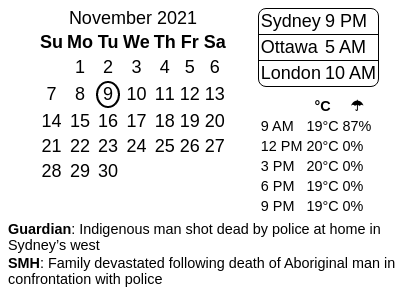 November 2021
Su Mo Tu We Th Fr Sa
1 2 3 4 5 6
7 8 9 10 11 12 13
14 15 16 17 18 19 20
21 22 23 24 25 26 27
28 29 30
Sydney 9 PM
Ottawa 5 AM
London 10 AM
°C ☂
9 AM 19°C 87%
12 PM 20°C 0%
3 PM 20°C 0%
6 PM 19°C 0%
9 PM 19°C 0%
Guardian: Indigenous man shot dead by police at home in
Sydney’s west
SMH: Family devastated following death of Aboriginal man in
confrontation with police